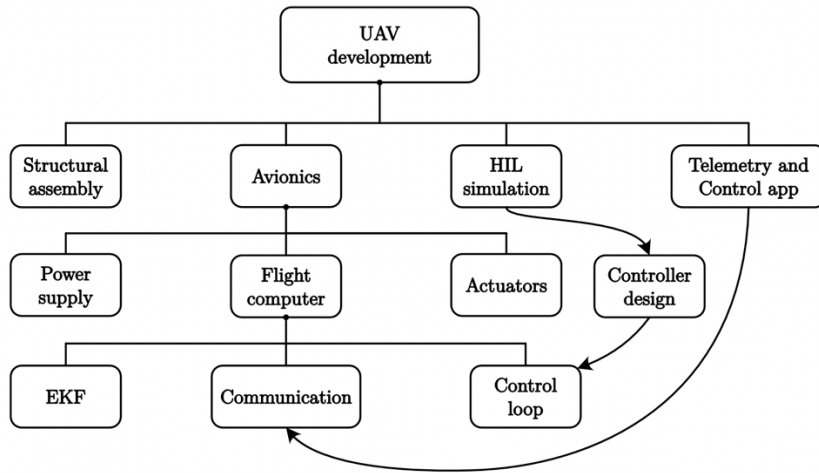 UAV
development
Structural
assembly
Avionics
HIL
simulation
Telemetry and
Control app
Power
supply
Flight
computer
Actuators
Controller
design
EKF
Communication
Control
loop